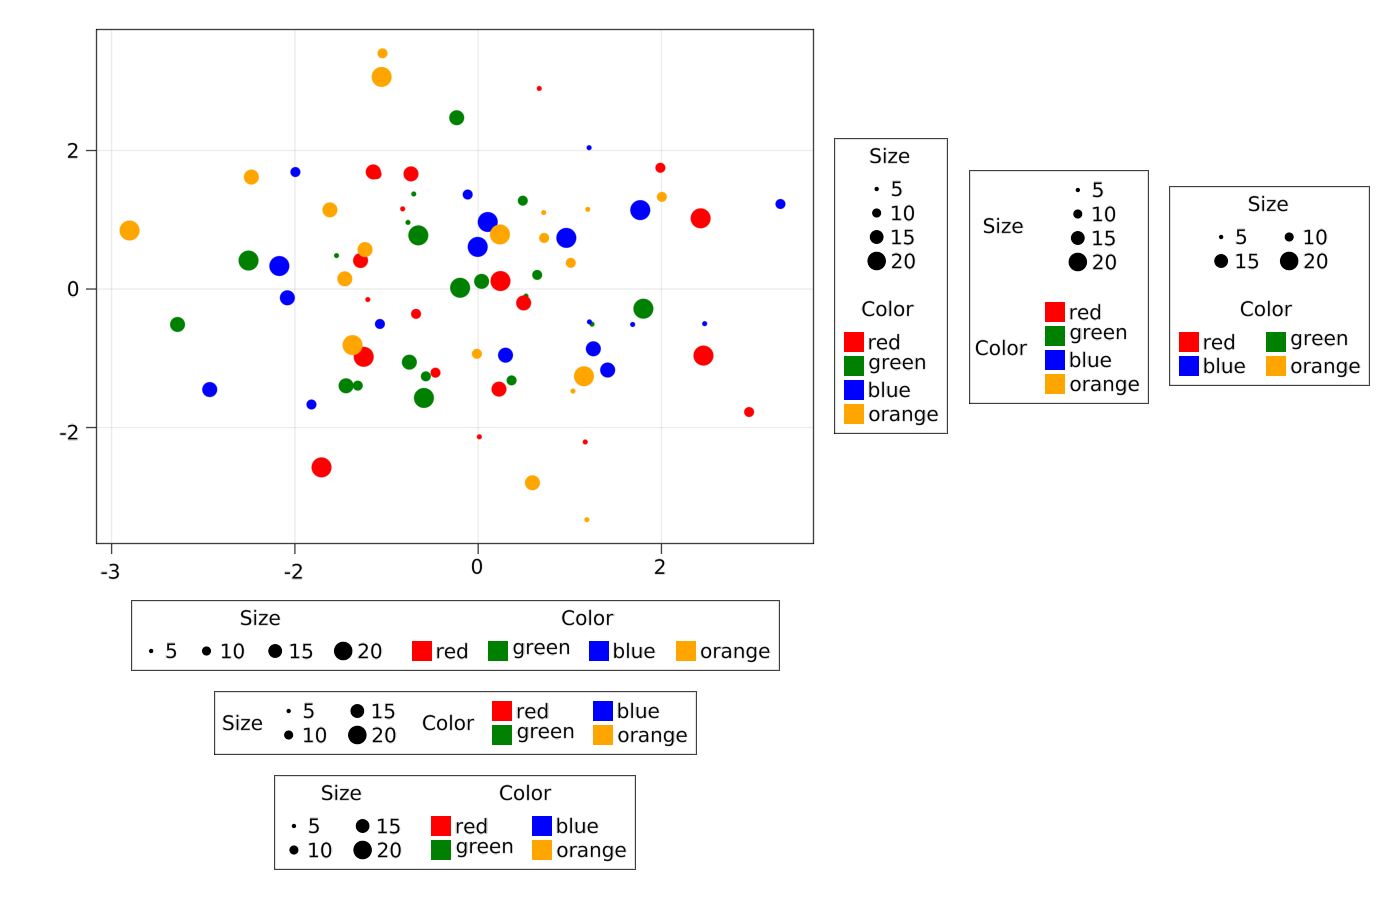 2
0
-2
-3
-2
0
2
Size
5
10
15
20
Color
red
green
blue
orange
Size
5
10
15
20
Color
red
green
blue
orange
Size
5 10
15 20
Color
red green
blue orange
Size Color
5 10 15 20 red green blue orange
Size
5 15
10 20
Color
red blue
green orange
Size Color
5 15 red blue
10 20 green orange